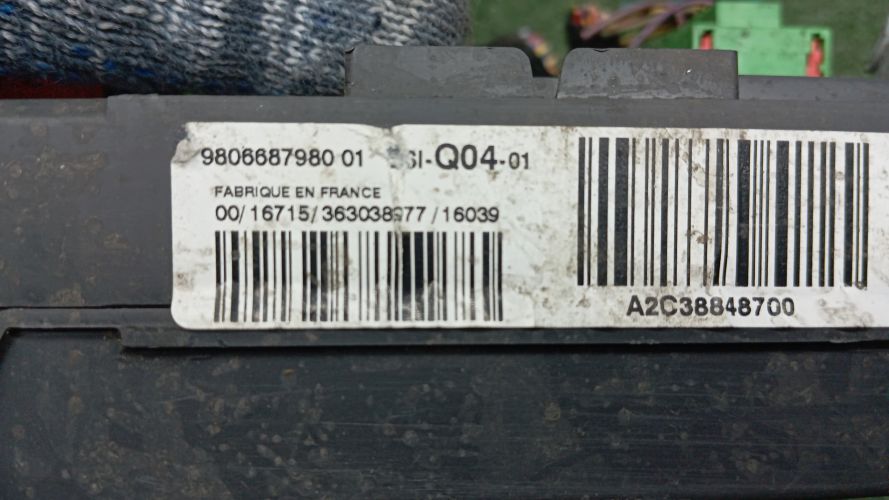 9806687980 01 -Q04-01
FABRIQUE EN FRANCE
00/16715/363038977/16039
A2C38848700